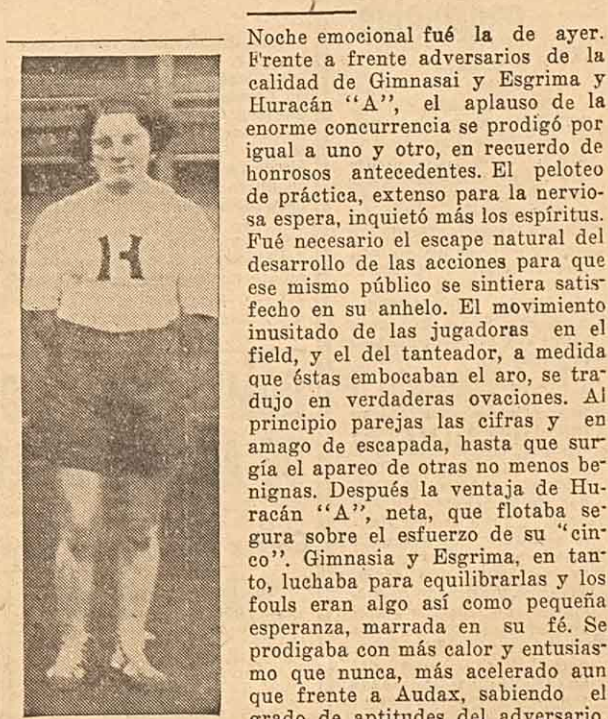 Noche emocional fué la de ayer.
Frente a frente adversarios de la
calidad de Gimnasai y Esgrima y
Huracán "A", el aplauso de la
enorme concurrencia se prodigó por
igual a uno y otro, en recuerdo de
honrosos antecedentes. El peloteo
de práctica, extenso para la nervio-
sa espera, inquietó más los espíritus.
Fué necesario el escape natural del
desarrollo de las acciones para que
ese mismo público se sintiera satis-
fecho en su anhelo. El movimiento
inusitado de las jugadoras en el
field, y el del tanteador, a medida
que éstas embocaban el aro, se tra-
dujo en verdaderas ovaciones. Al
principio parejas las cifras y en
amago de escapada, hasta que sur-
gía el apareo de otras no menos be-
nignas. Después la ventaja de Hu-
racán "A", neta, que flotaba se-
gura sobre el esfuerzo de su "cin-
co". Gimnasia y Esgrima, en tan-
to, luchaba para equilibrarlas y los
fouls eran algo así como pequeña
esperanza, marrada en su fé. Se
prodigaba con más calor y entusias-
mo que nunca, más acelerado aun
que frente a Audax, sabiendo el
grado de aptitudes del adversario.
H